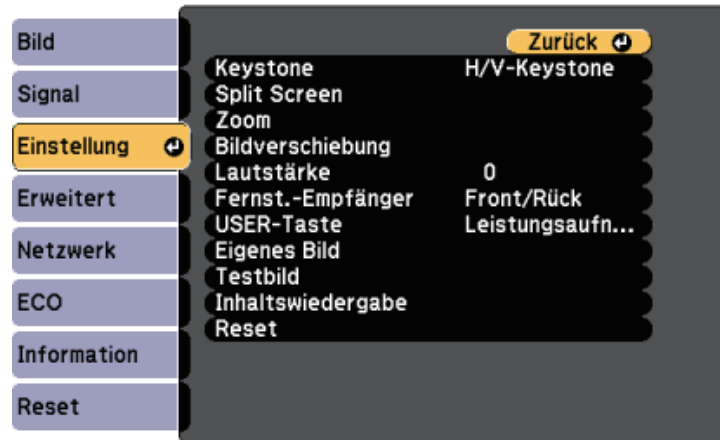 Bild
Signal
Einstellung
Erweitert
Netzwerk
ECO
Information
Reset
Zurück
Keystone H/V-Keystone
Split Screen
Zoom
Bildverschiebung
Lautstärke 0
Fernst.-Empfänger Front/Rück
USER-Taste Leistungsaufn...
Eigenes Bild
Testbild
Inhaltswiedergabe
Reset